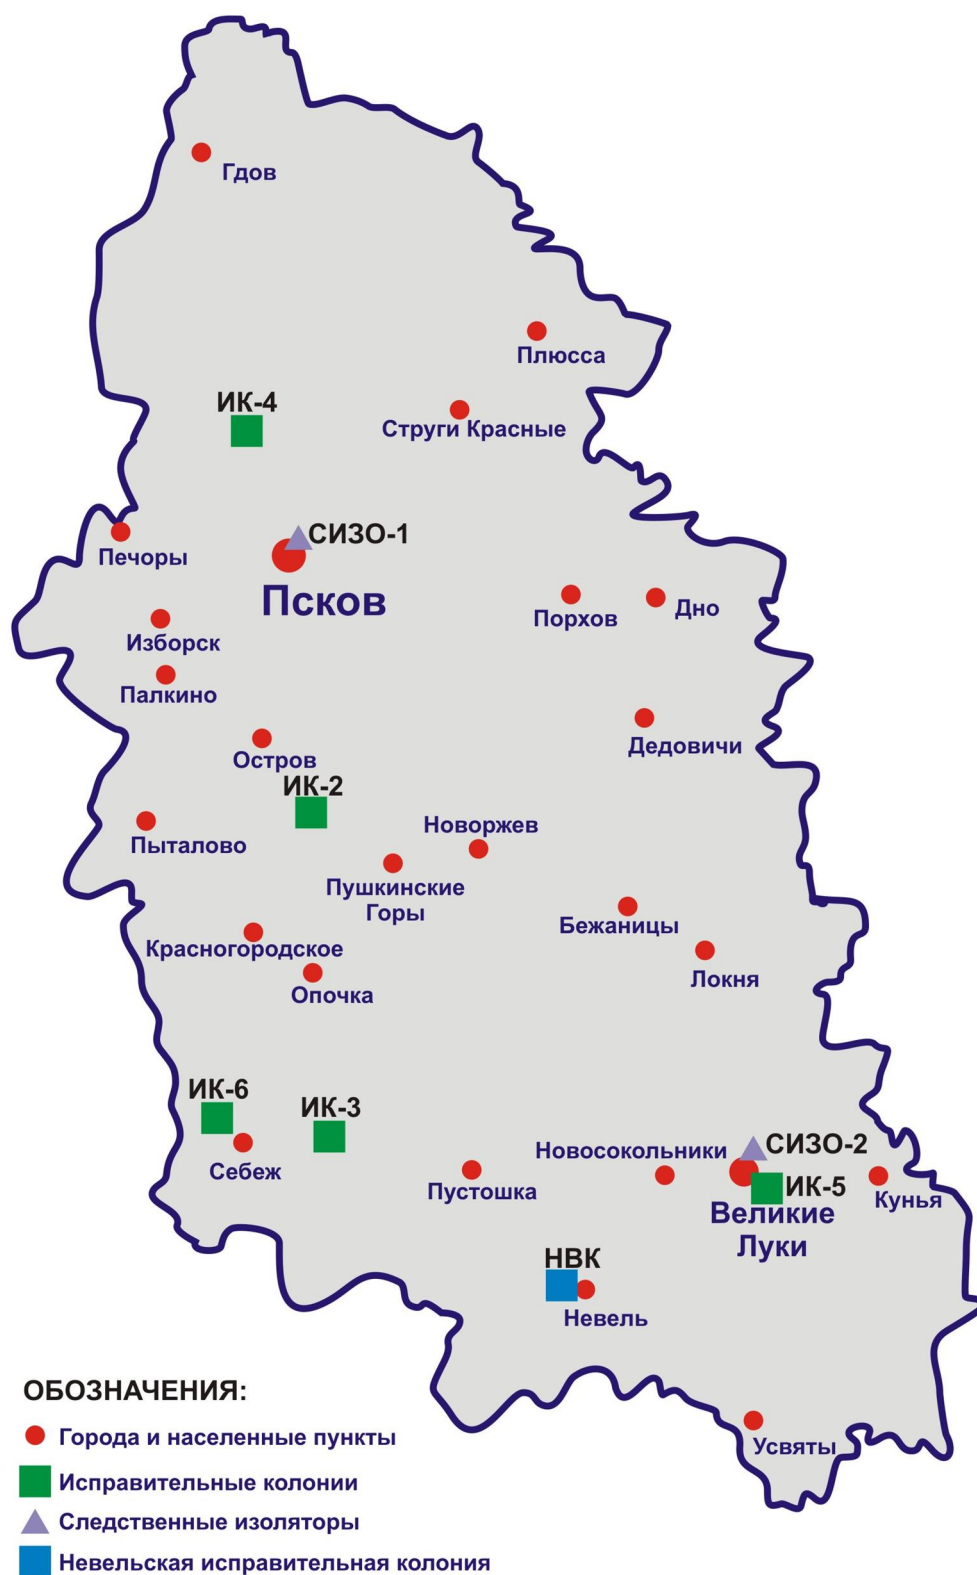 Гдов
Плюсса
ИК-4
Струги Красные
СИЗО-1
Печоры
Псков
Порхов
Дно
Изборск
Палкино
Остров
Дедовичи
ИК-2
Новоржев
Пыталово
Пушкинские
Горы
Бежаницы
Красногородское
Локня
Опочка
ИК-6
ИК-3
Новосокольники
СИЗО-2
Себеж
Пустошка
ИК-5
Кунья
Великие
Луки
НВК
Невель
ОБОЗНАЧЕНИЯ:
Города и населенные пункты
Усвяты
Исправительные колонии
Следственные изоляторы
Невельская исправительная колония